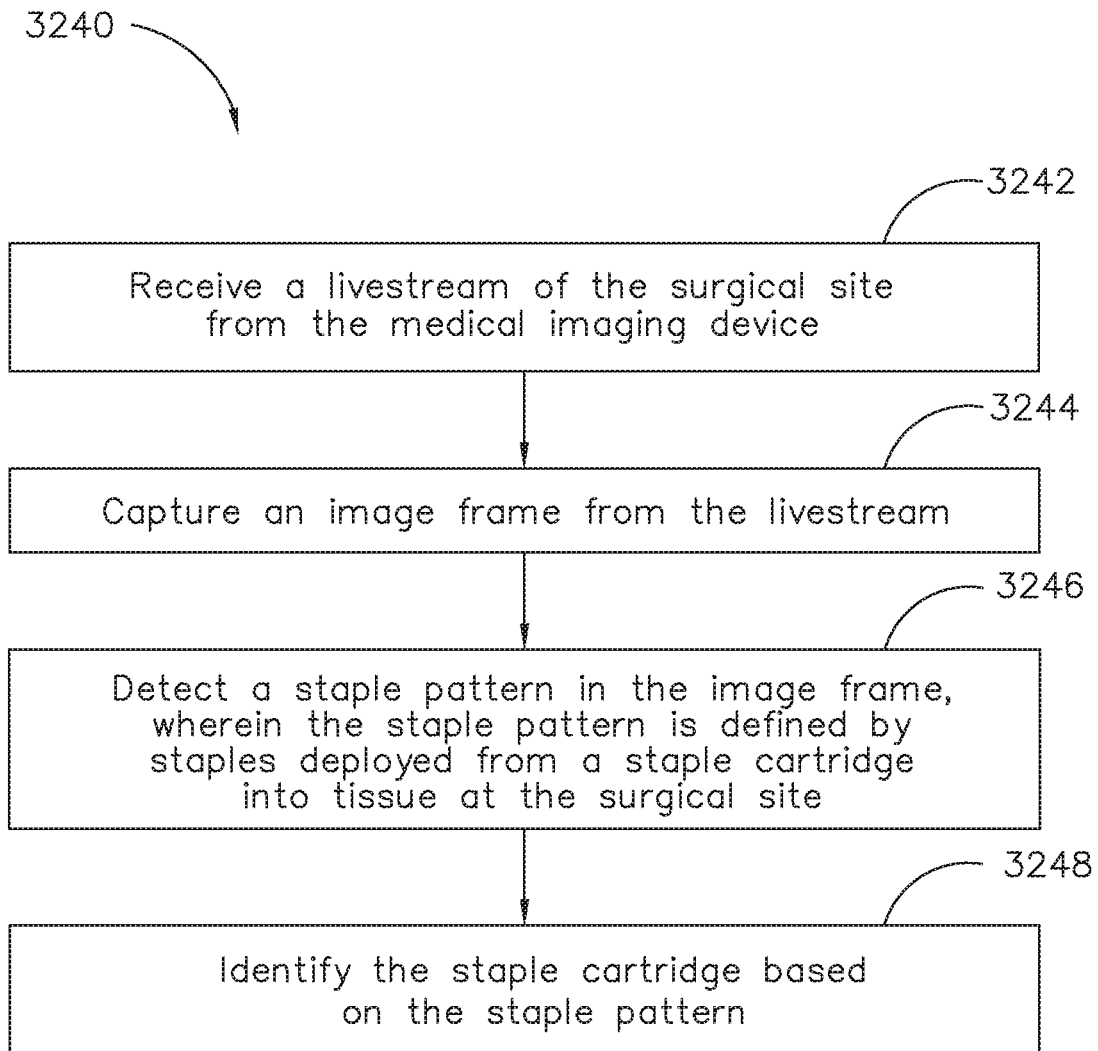 3240
3242
Receive a livestream of the surgical site
from the medical imaging device
3244
Capture an image frame from the livestream
3246
Detect a staple pattern in the image frame,
wherein the staple pattern is defined by
staples deployed from a staple cartridge
into tissue at the surgical site
3248
Identify the staple cartridge based
on the staple pattern